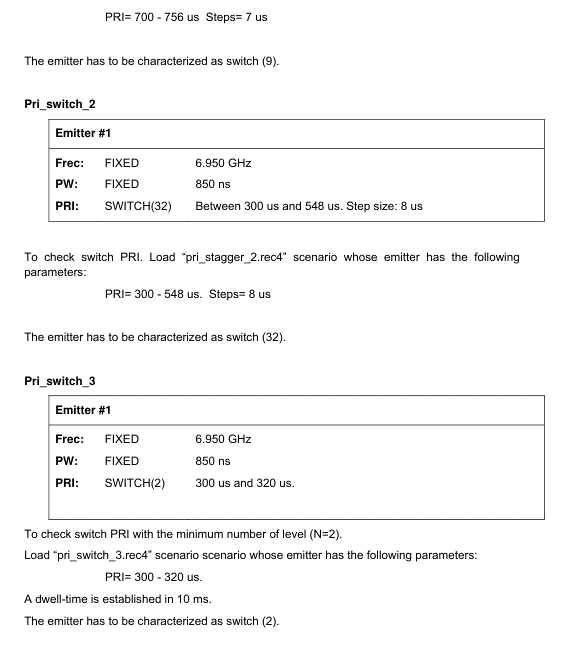 PRI= 700 - 756 us Steps= 7 us
The emitter has to be characterized as switch (9).
Pri_switch_2
Emitter #1
Frec: FIXED 6.950 GHz
PW: FIXED 850 ns
PRI: SWITCH(32) Between 300 us and 548 us. Step size: 8 us
To check switch PRI. Load “pri_stagger_2.rec4” scenario whose emitter has the following
parameters:
PRI= 300 - 548 us. Steps= 8 us
The emitter has to be characterized as switch (32).
Pri_switch_3
Emitter #1
Frec: FIXED 6.950 GHz
PW: FIXED 850 ns
PRI: SWITCH(2) 300 us and 320 us.
To check switch PRI with the minimum number of level (N=2).
Load “pri_switch_3.rec4” scenario scenario whose emitter has the following parameters:
PRI= 300 - 320 us.
A dwell-time is established in 10 ms.
The emitter has to be characterized as switch (2).